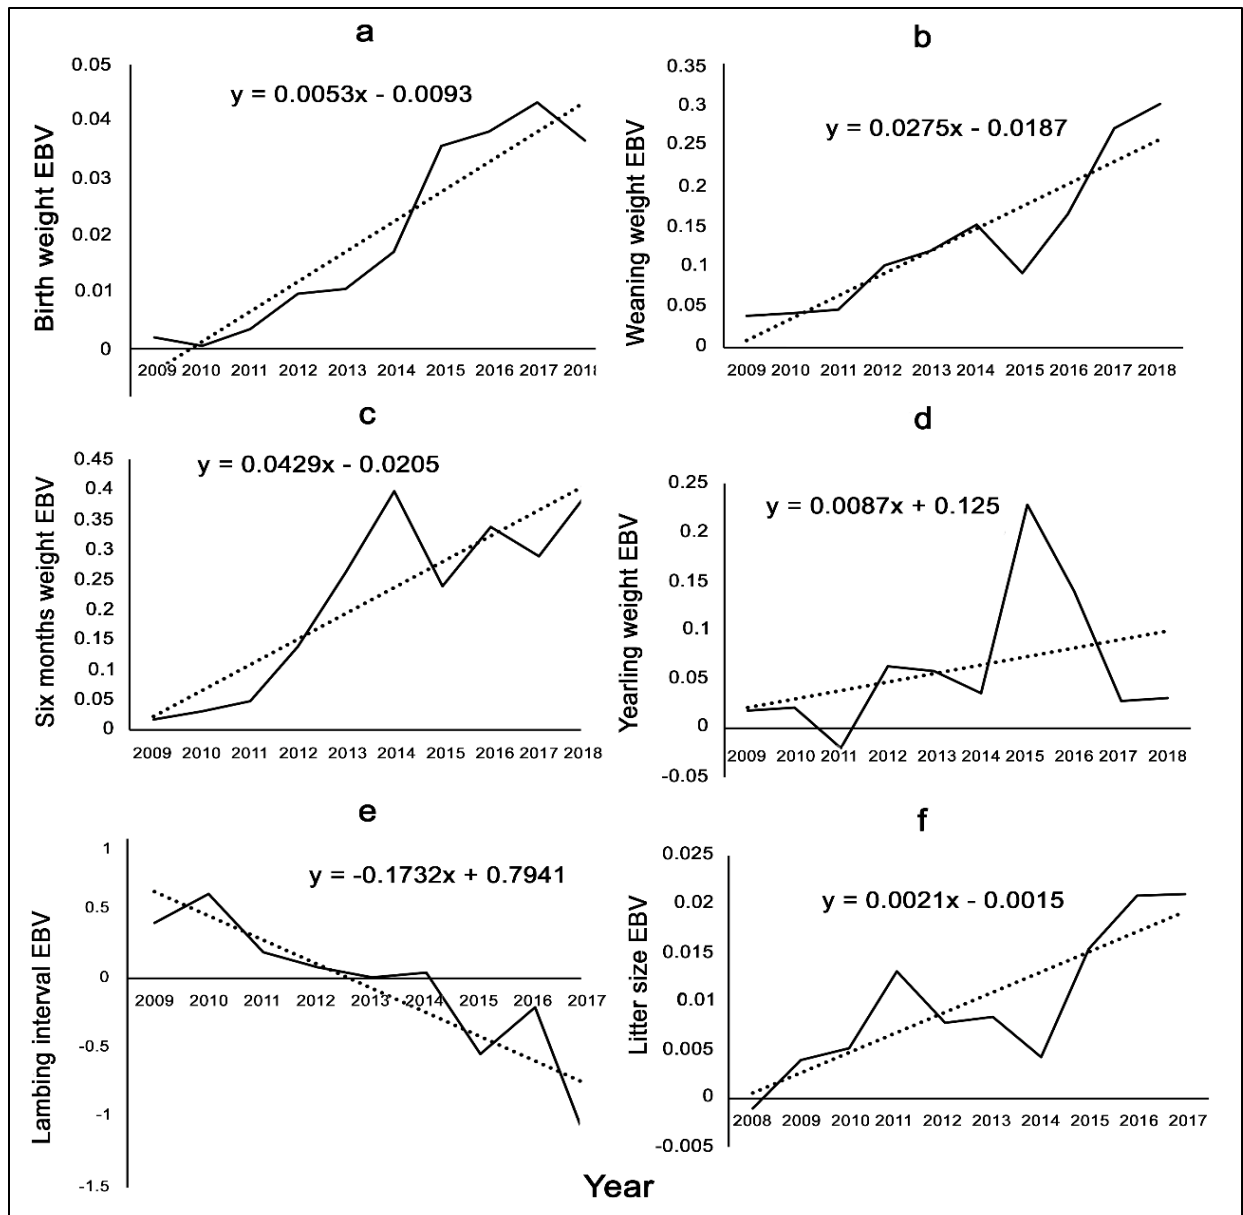 a
y = 0.0053x - 0.0093
Birth weight EBV
0.05
0.04
0.03
0.02
0.01
0
2009 2010 2011 2012 2013 2014 2015 2016 2017 2018
b
y = 0.0275x - 0.0187
Weaning weight EBV
0.35
0.3
0.25
0.2
0.15
0.1
0.05
0
2009 2010 2011 2012 2013 2014 2015 2016 2017 2018
c
y = 0.0429x - 0.0205
Six months weight EBV
0.45
0.4
0.35
0.3
0.25
0.2
0.15
0.1
0.05
0
2009 2010 2011 2012 2013 2014 2015 2016 2017 2018
d
y = 0.0087x + 0.125
Yearling weight EBV
0.25
0.2
0.15
0.1
0.05
0
-0.05
2009 2010 2011 2012 2013 2014 2015 2016 2017 2018
e
y = -0.1732x + 0.7941
Lambing interval EBV
1
0.5
0
-0.5
-1
-1.5
2009 2010 2011 2012 2013 2014 2015 2016 2017
f
y = 0.0021x - 0.0015
Litter size EBV
0.025
0.02
0.015
0.01
0.005
0
-0.005
2008 2009 2010 2011 2012 2013 2014 2015 2016 2017
Year